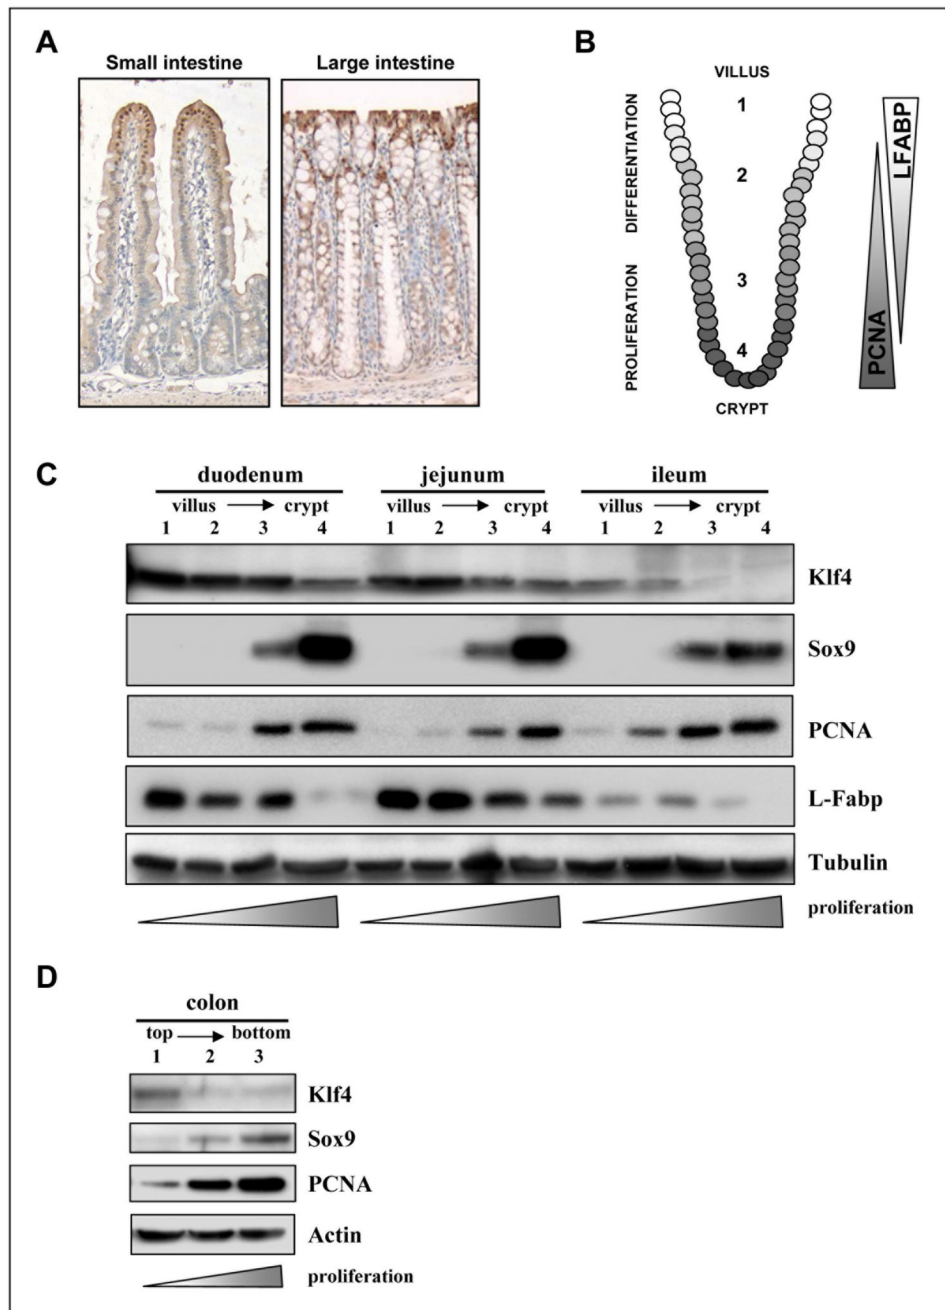 A
Small intestine
Large intestine
B
VILLUS
1
2
3
4
CRYPT
DIFFERENTIATION
PROLIFERATION
LFABP
PCNA
C
duodenum jejunum ileum
villus crypt villus crypt villus crypt
1 2 3 4 1 2 3 4 1 2 3 4
Klf4
Sox9
PCNA
L-Fabp
Tubulin
proliferation
D
colon
top bottom
1 2 3
Klf4
Sox9
PCNA
Actin
proliferation